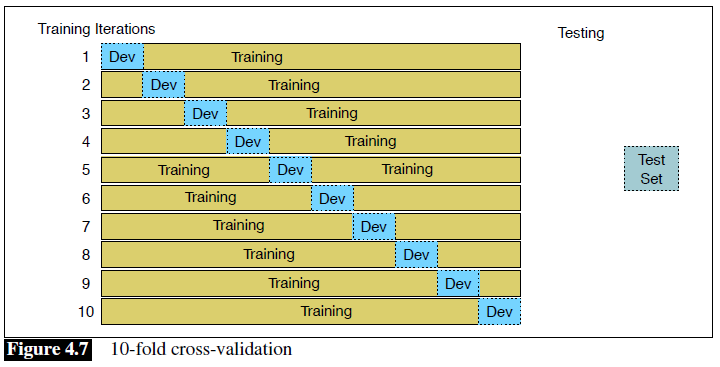 Training Iterations
Testing
1 Dev Training
2 Dev Training
3 Dev Training
4 Dev Training
5 Training Dev Training
6 Training Dev
7 Training Dev
8 Training Dev
9 Training Dev
10 Training Dev
Test
Set
Figure 4.7 10-fold cross-validation